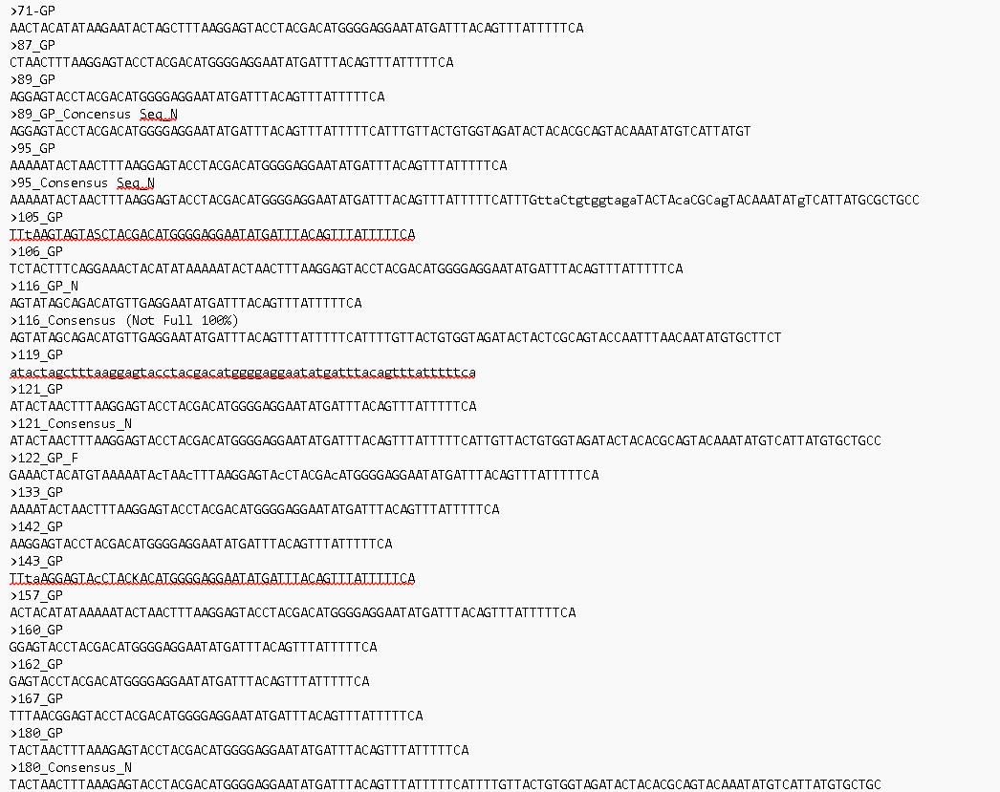 >71-GP
AACTACATATAAGAATACTAGCTTTAAGGAGTACCTACGACATGGGGAGGAATATGATTTACAGTTTATTTTTCA
>87_GP
CTAACTTTAAGGAGTACCTACGACATGGGGAGGAATATGATTTACAGTTTATTTTTCA
>89_GP
AGGAGTACCTACGACATGGGGAGGAATATGATTTACAGTTTATTTTTCA
>89_GP_Concensus Seq_N
AGGAGTACCTACGACATGGGGAGGAATATGATTTACAGTTTATTTTTCATTTGTTACTGTGGTAGATACTACACGCAGTACAAATATGTCATTATGT
>95_GP
AAAAATACTAACTTTAAGGAGTACCTACGACATGGGGAGGAATATGATTTACAGTTTATTTTTCA
>95_Consensus Seq_N
AAAAATACTAACTTTAAGGAGTACCTACGACATGGGGAGGAATATGATTTACAGTTTATTTTTCATTTGttaCtgtggtagaTACTAcaCGCagTACAAATATgTCATTATGCGCTGCC
>105_GP
TTtAAGTAGTASCTACGACATGGGGAGGAATATGATTTACAGTTTATTTTTCA
>106_GP
TCTACTTTCAGGAAACTACATATAAAAATACTAACTTTAAGGAGTACCTACGACATGGGGAGGAATATGATTTACAGTTTATTTTTCA
>116_GP_N
AGTATAGCAGACATGTTGAGGAATATGATTTACAGTTTATTTTTCA
>116_Consensus (Not Full 100%)
AGTATAGCAGACATGTTGAGGAATATGATTTACAGTTTATTTTTCATTTTGTTACTGTGGTAGATACTACTCGCAGTACCAATTTAACAATATGTGCTTCT
>119_GP
atactagctttaaggagtacctacgacatggggaggaatatgatttacagtttatttttca
>121_GP
ATACTAACTTTAAGGAGTACCTACGACATGGGGAGGAATATGATTTACAGTTTATTTTTCA
>121_Consensus_N
ATACTAACTTTAAGGAGTACCTACGACATGGGGAGGAATATGATTTACAGTTTATTTTTCATTGTTACTGTGGTAGATACTACACGCAGTACAAATATGTCATTATGTGCTGCC
>122_GP_F
GAAACTACATGTAAAAATAcTAAcTTTAAGGAGTAcCTACGAcATGGGGAGGAATATGATTTACAGTTTATTTTTCA
>133_GP
AAAATACTAACTTTAAGGAGTACCTACGACATGGGGAGGAATATGATTTACAGTTTATTTTTCA
>142_GP
AAGGAGTACCTACGACATGGGGAGGAATATGATTTACAGTTTATTTTTCA
>143_GP
TTtaAGGAGTAcCTACKACATGGGGAGGAATATGATTTACAGTTTATTTTTCA
>157_GP
ACTACATATAAAAATACTAACTTTAAGGAGTACCTACGACATGGGGAGGAATATGATTTACAGTTTATTTTTCA
>160_GP
GGAGTACCTACGACATGGGGAGGAATATGATTTACAGTTTATTTTTCA
>162_GP
GAGTACCTACGACATGGGGAGGAATATGATTTACAGTTTATTTTTCA
>167_GP
TTTAACGGAGTACCTACGACATGGGGAGGAATATGATTTACAGTTTATTTTTCA
>180_GP
TACTAACTTTAAAGAGTACCTACGACATGGGGAGGAATATGATTTACAGTTTATTTTTCA
>180_Consensus_N
TACTAACTTTAAAGAGTACCTACGACATGGGGAGGAATATGATTTACAGTTTATTTTTCATTTTGTTACTGTGGTAGATACTACACGCAGTACAAATATGTCATTATGTGCTGC